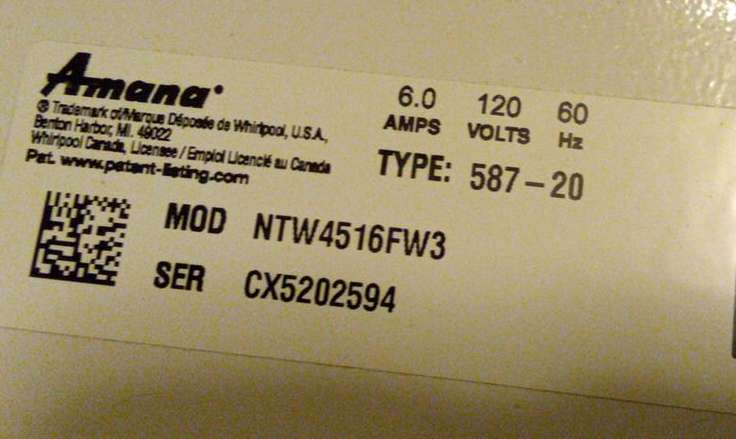 Amana®
® Trademark of/Marque Déposée de Whirlpool, U.S.A.,
Benton Harbor, MI. 49022
Whirlpool Canada, Licensee / Emploi Licencié au Canada
Pat. www.patent-listing.com
6.0 120 60
AMPS VOLTS Hz
TYPE: 587-20
MOD NTW4516FW3
SER CX5202594